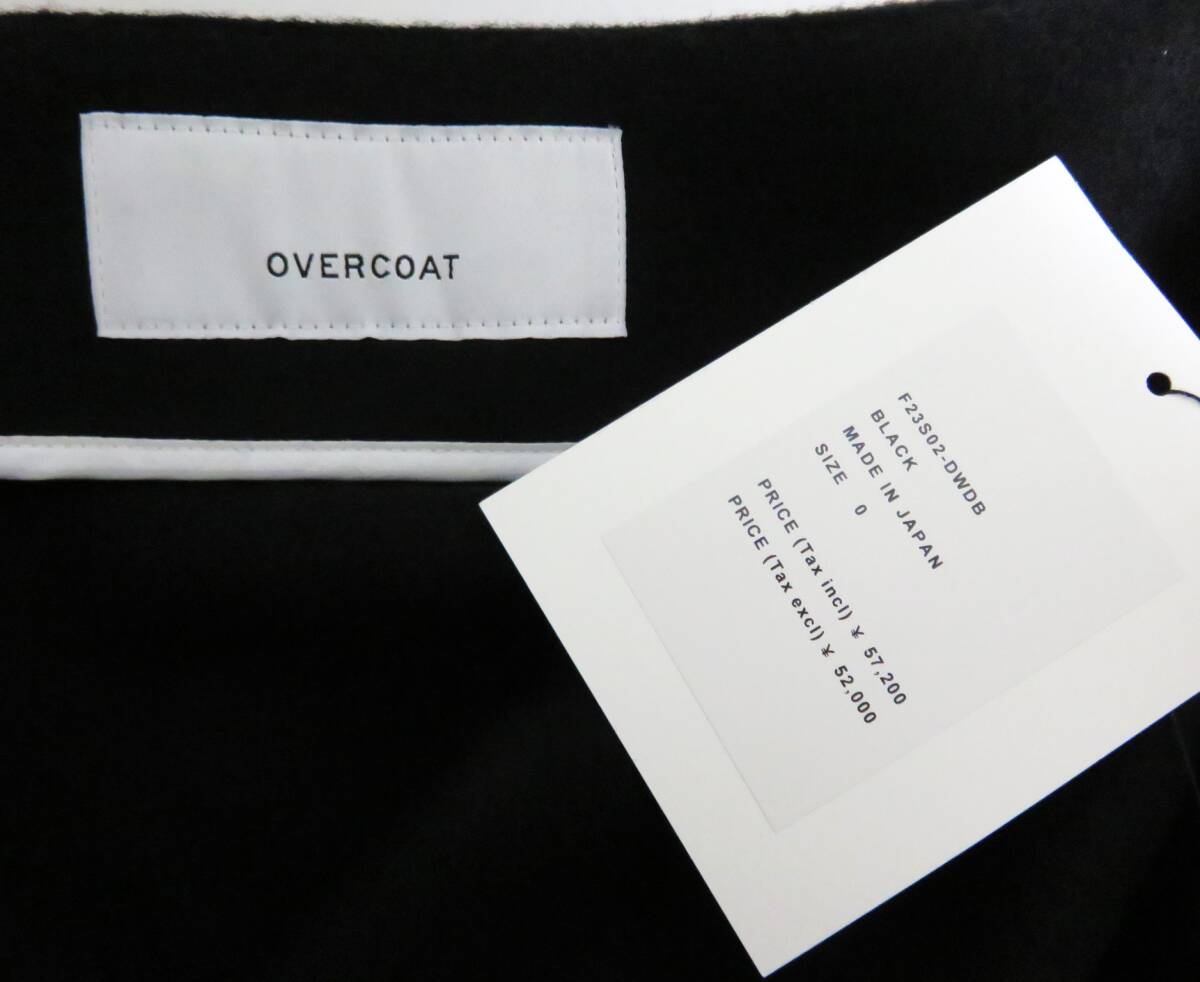 OVERCOAT
F23S02-DWDB
BLACK
MADE IN JAPAN
SIZE 0
PRICE (Tax incl) ¥ 57,200
PRICE (Tax excl) ¥ 52,000